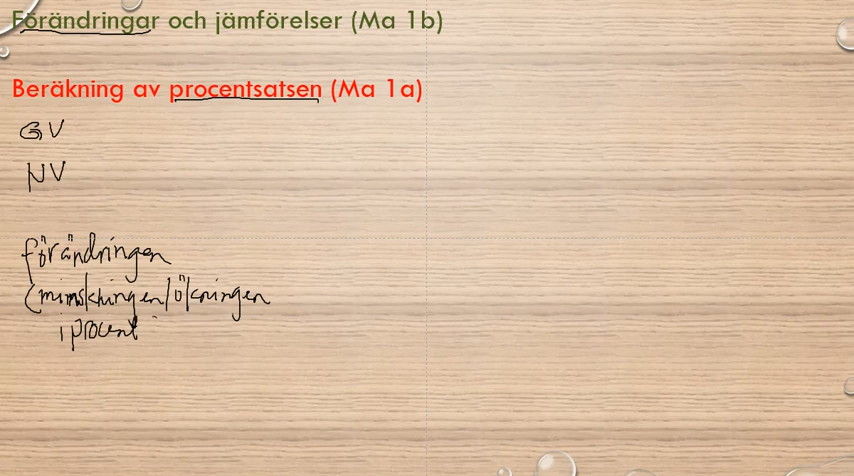 Förändringar och jämförelser (Ma 1b)
Beräkning av procentsatsen (Ma 1a)
GV
NV
förändringen
(minskningen/ökningen
i procent